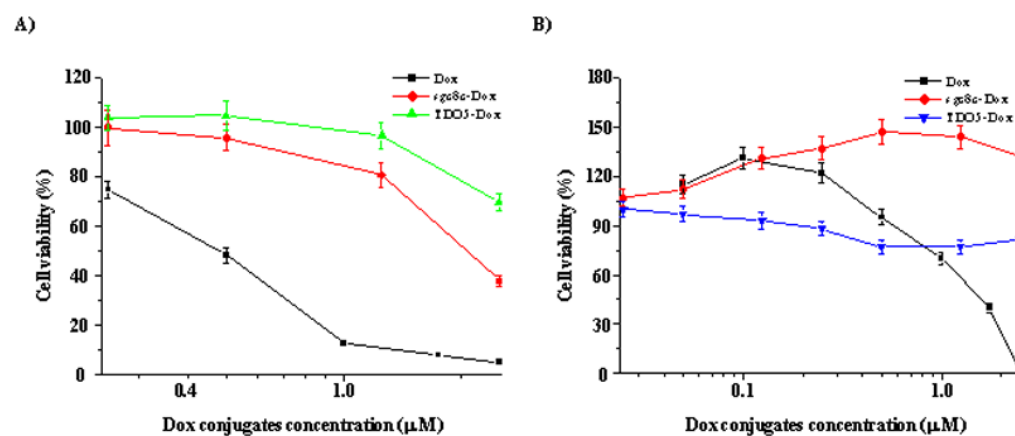 A)
120
100
80
60
40
20
0
Cell viability (%)
0.4
1.0
Dox conjugates concentration (μM)
Dox
sgc8c-Dox
TDO5-Dox
B)
180
150
120
90
60
30
0
Cell viability (%)
0.1
1.0
Dox conjugates concentration (μM)
Dox
sgc8c-Dox
TDO5-Dox